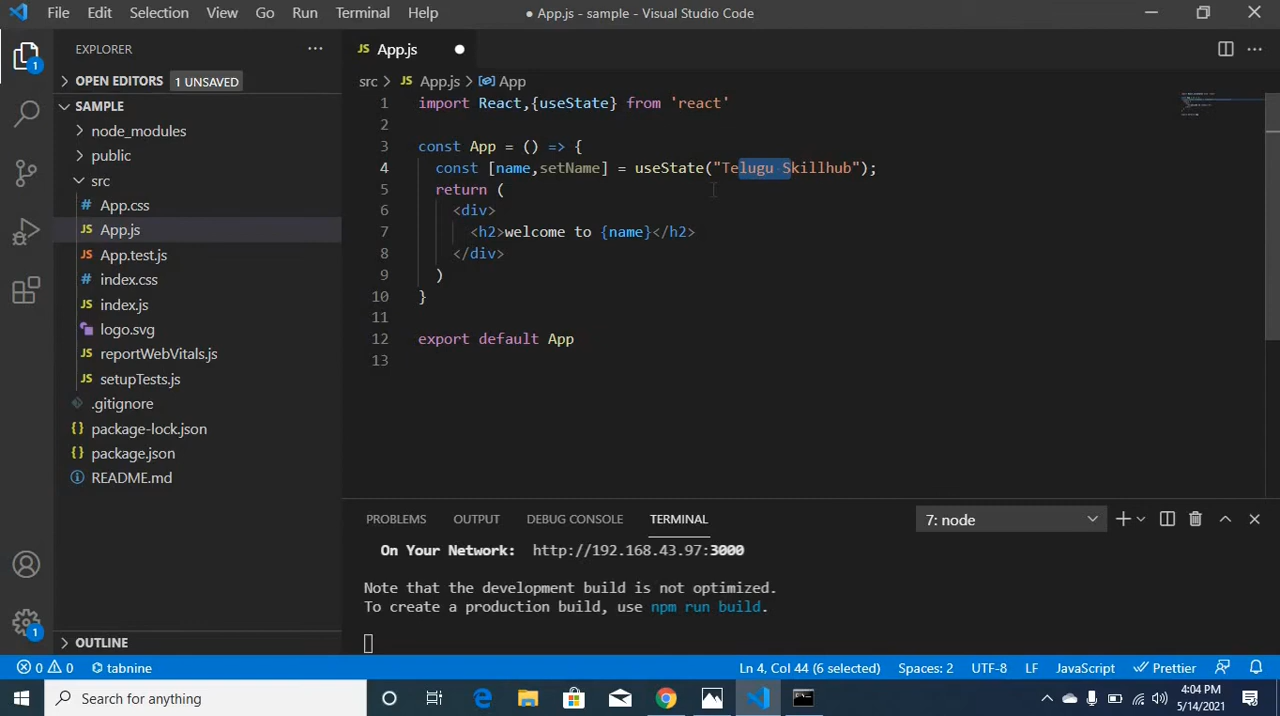 File Edit Selection View Go Run Terminal Help
● App.js - sample - Visual Studio Code
EXPLORER
OPEN EDITORS 1 UNSAVED
SAMPLE
node_modules
public
src
App.css
App.js
App.test.js
index.css
index.js
logo.svg
reportWebVitals.js
setupTests.js
.gitignore
package-lock.json
package.json
README.md
OUTLINE
JS App.js
src > JS App.js > App
1 import React,{useState} from 'react'
2
3 const App = () => {
4 const [name,setName] = useState("Telugu Skillhub");
5 return (
6 <div>
7 <h2>welcome to {name}</h2>
8 </div>
9 )
10 }
11
12 export default App
13
PROBLEMS OUTPUT DEBUG CONSOLE TERMINAL 7: node
On Your Network: http://192.168.43.97:3000
Note that the development build is not optimized.
To create a production build, use npm run build.
0 0 tabnine Ln 4, Col 44 (6 selected) Spaces: 2 UTF-8 LF JavaScript Prettier
Search for anything
4:04 PM
5/14/2021